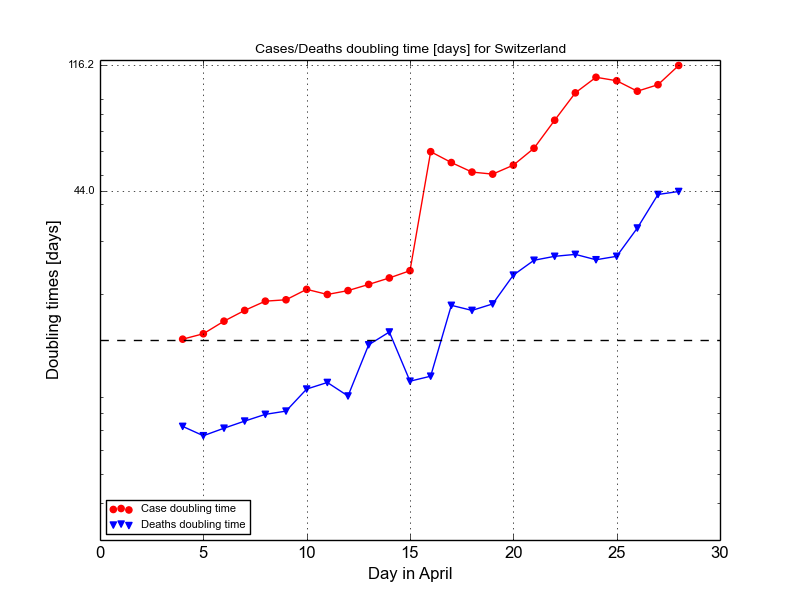 Cases/Deaths doubling time [days] for Switzerland
116.2
44.0
Doubling times [days]
Case doubling time
Deaths doubling time
0 5 10 15 20 25 30
Day in April